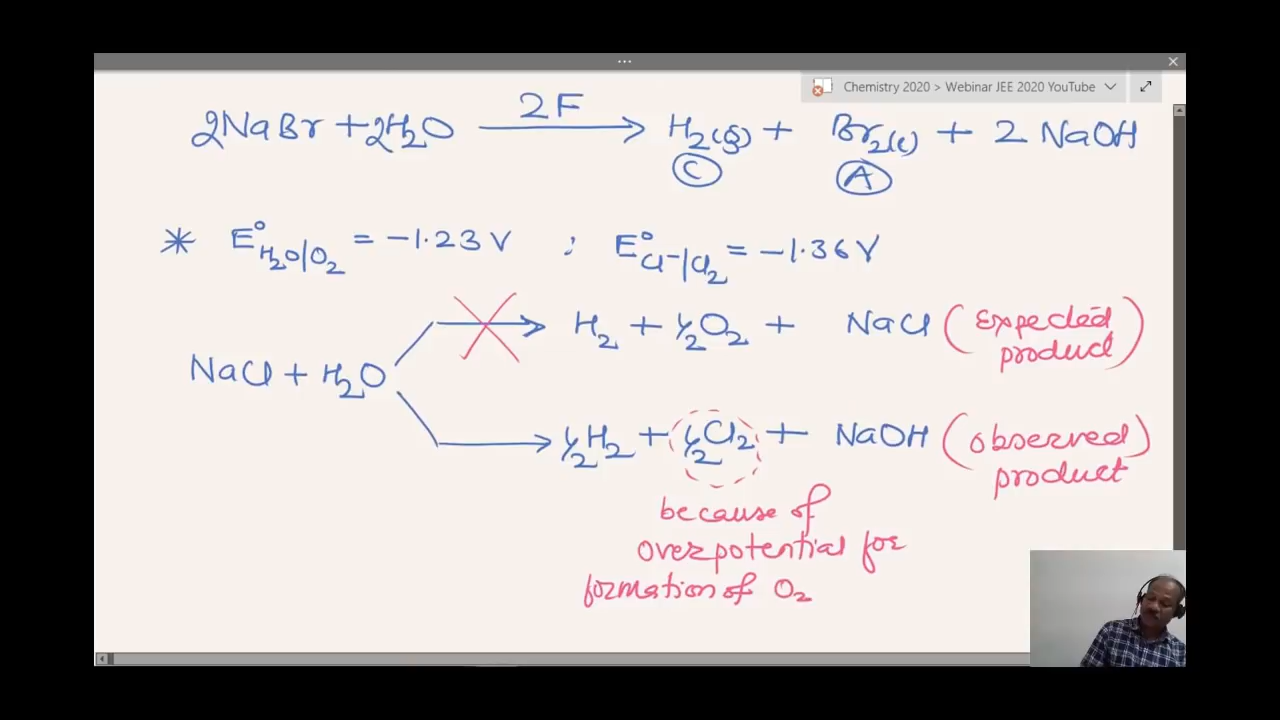 Chemistry 2020 > Webinar JEE 2020 YouTube
2NaBr + 2H₂O —2F→ H₂(g) + Br₂(l) + 2 NaOH
C A
* E°H₂O|O₂ = -1.23 V ; E°Cl⁻|Cl₂ = -1.36 V
H₂ + ½O₂ + NaCl (Expected
product)
NaCl + H₂O
½H₂ + ½Cl₂ + NaOH (observed
product)
because of
overpotential for
formation of O₂